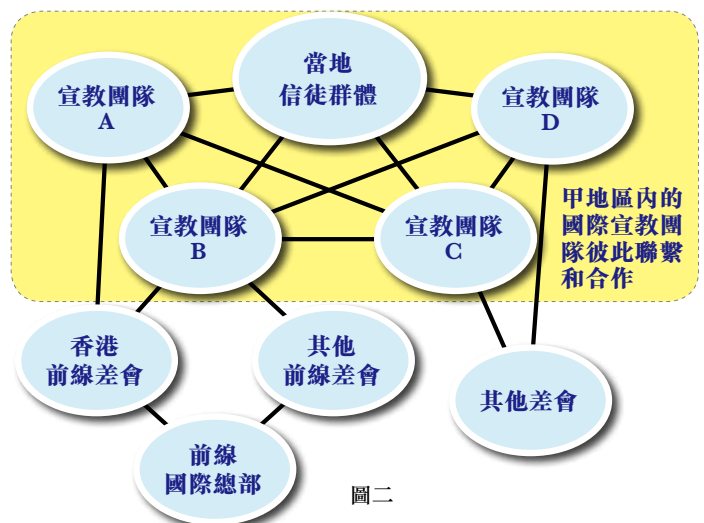 當地
信徒群體
宣教團隊
A
宣教團隊
D
宣教團隊
B
宣教團隊
C
甲地區內的
國際宣教團
隊彼此聯繫
和合作
香港
前線差會
其他
前線差會
其他差會
前線
國際總部
圖二